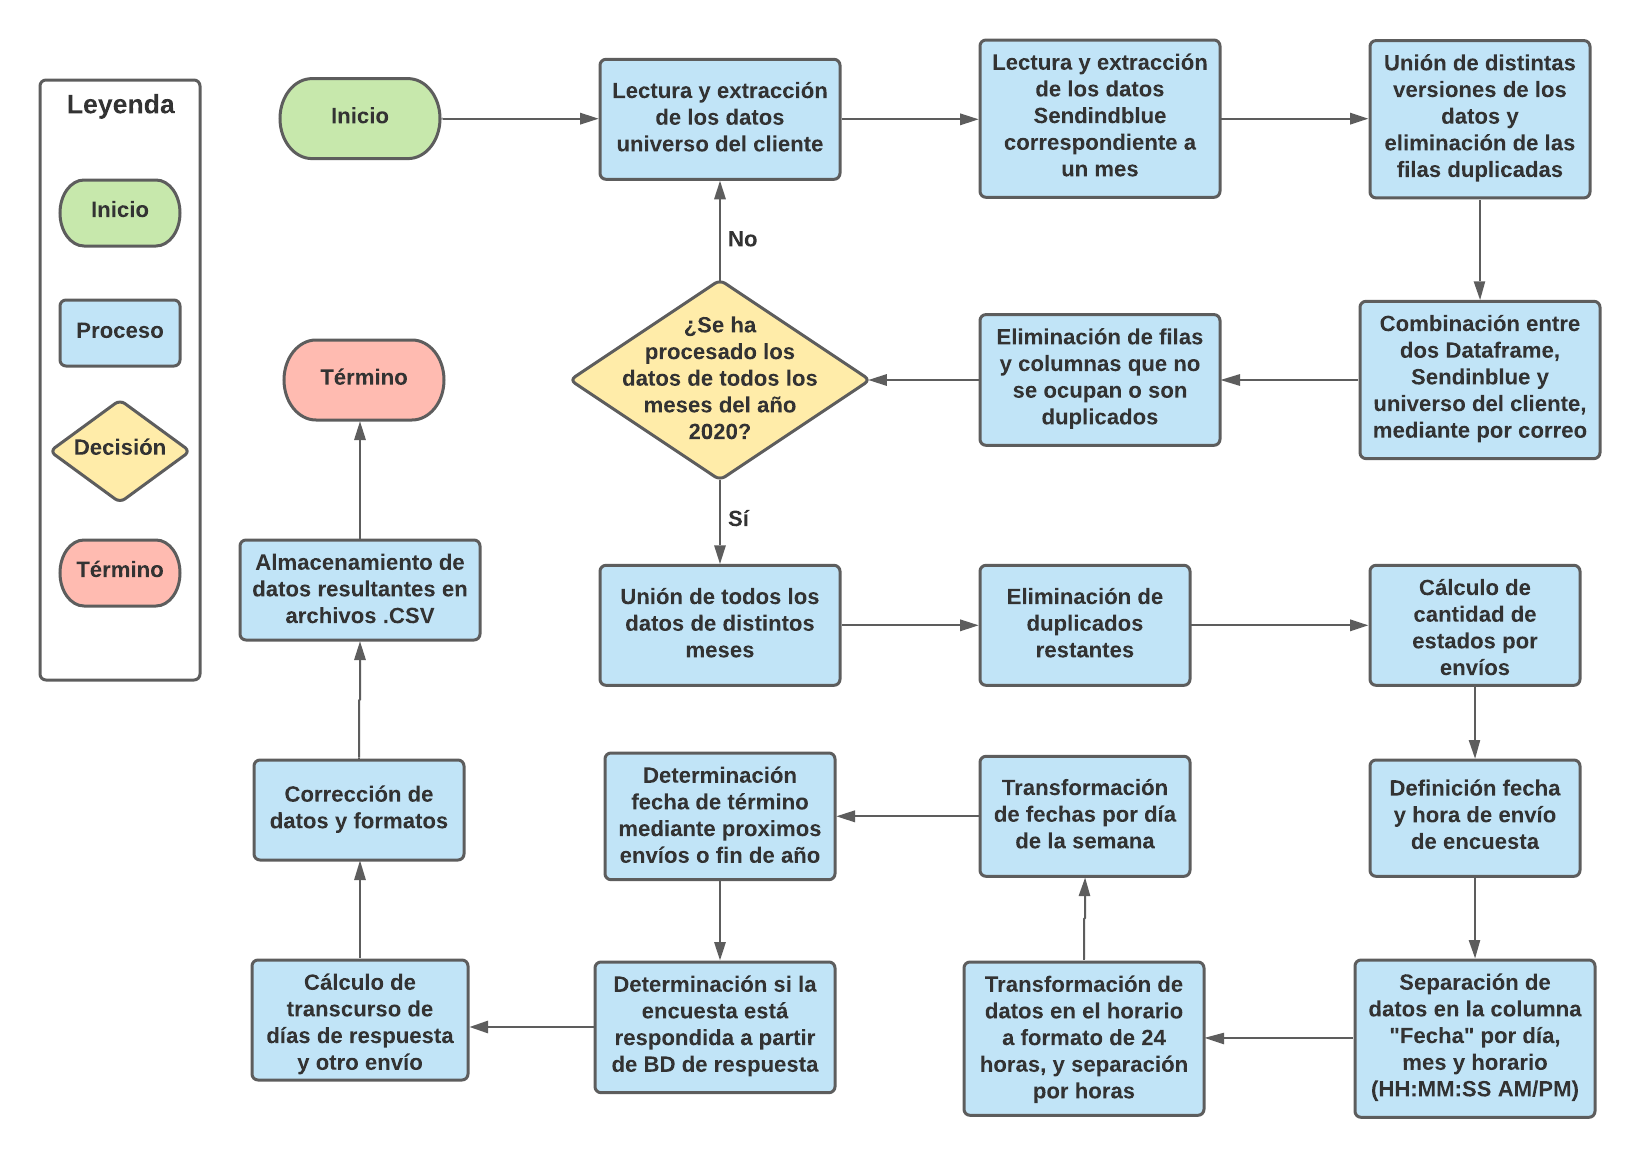 Leyenda
Inicio
Proceso
Decisión
Término
Inicio
Lectura y extracción
de los datos
universo del cliente
Lectura y extracción
de los datos
Sendindblue
correspondiente a
un mes
Unión de distintas
versiones de los
datos y
eliminación de las
filas duplicadas
Combinación entre
dos Dataframe,
Sendinblue y
universo del cliente,
mediante por correo
Eliminación de filas
y columnas que no
se ocupan o son
duplicados
¿Se ha
procesado los
datos de todos los
meses del año
2020?
No
Sí
Unión de todos los
datos de distintos
meses
Eliminación de
duplicados
restantes
Cálculo de
cantidad de
estados por
envíos
Definición fecha
y hora de envío
de encuesta
Separación de
datos en la columna
"Fecha" por día,
mes y horario
(HH:MM:SS AM/PM)
Transformación de
datos en el horario
a formato de 24
horas, y separación
por horas
Transformación
de fechas por día
de la semana
Determinación
fecha de término
mediante proximos
envíos o fin de año
Determinación si la
encuesta está
respondida a partir
de BD de respuesta
Cálculo de
transcurso de
días de respuesta
y otro envío
Corrección de
datos y formatos
Almacenamiento de
datos resultantes en
archivos .CSV
Término